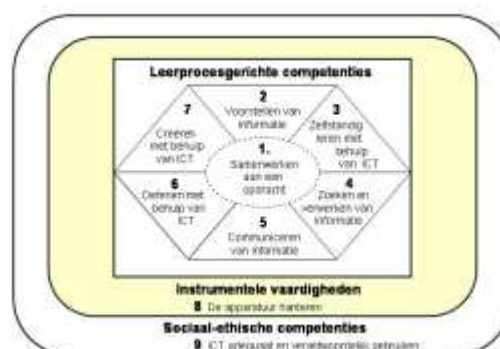 Leerprocesgerichte competenties
2
Voorstellen van
informatie
3
Zelfstandig
leren met
behulp
van ICT
7
Creëren
met behulp
van ICT
1.
Samenwerken
aan een
opdracht
6
Oefenen met
behulp van
ICT
4
Zoeken en
verwerken van
informatie
5
Communiceren
van informatie
Instrumentele vaardigheden
8 De apparatuur hanteren
Sociaal-ethische competenties
9 ICT adequaat en verantwoordelijk gebruiken